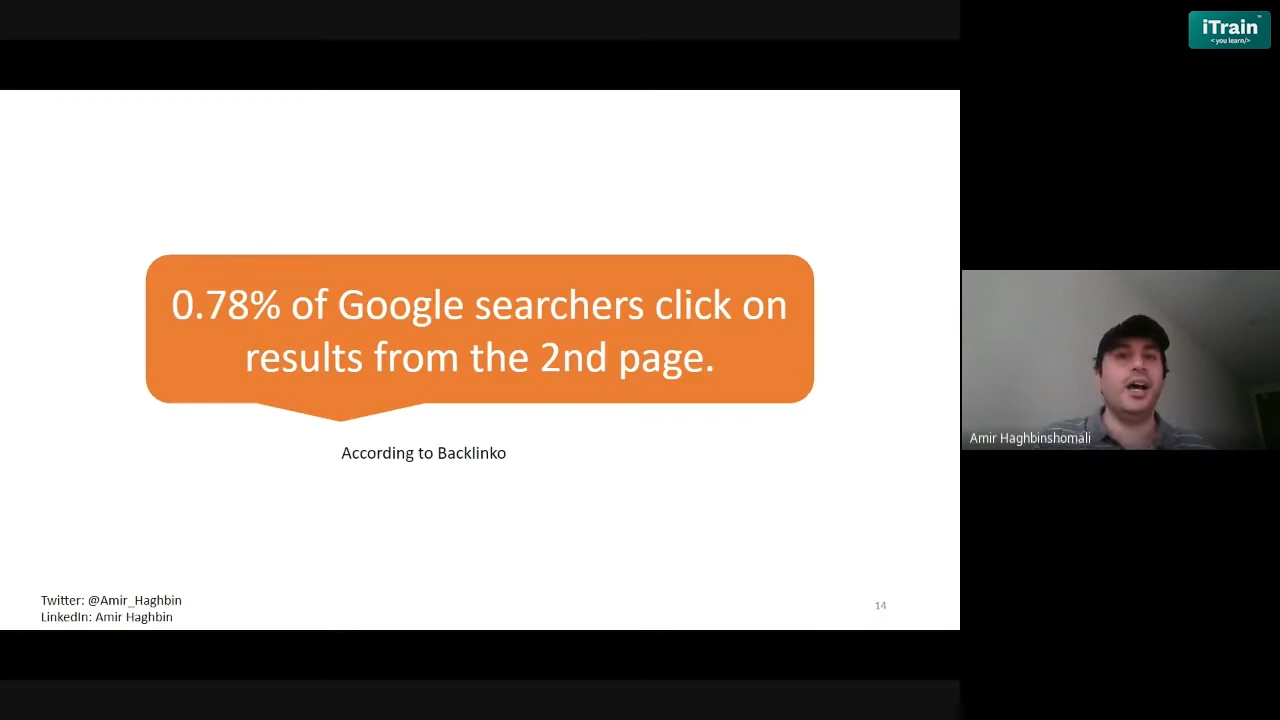 iTrain
< you learn/>
0.78% of Google searchers click on
results from the 2nd page.
According to Backlinko
Amir Haghbinshomali
Twitter: @Amir_Haghbin
LinkedIn: Amir Haghbin
14